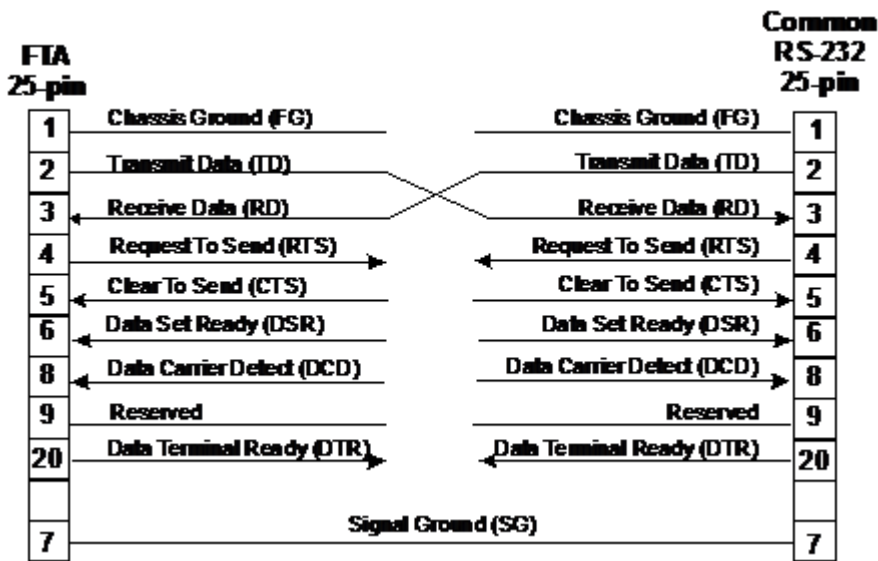 FTA
25-pin
Common
RS-232
25-pin
1 Chassis Ground (FG) Chassis Ground (FG) 1
2 Transmit Data (TD) Transmit Data (TD) 2
3 Receive Data (RD) Receive Data (RD) 3
4 Request To Send (RTS) Request To Send (RTS) 4
5 Clear To Send (CTS) Clear To Send (CTS) 5
6 Data Set Ready (DSR) Data Set Ready (DSR) 6
8 Data Carrier Detect (DCD) Data Carrier Detect (DCD) 8
9 Reserved Reserved 9
20 Data Terminal Ready (DTR) Data Terminal Ready (DTR) 20
7 Signal Ground (SG) 7